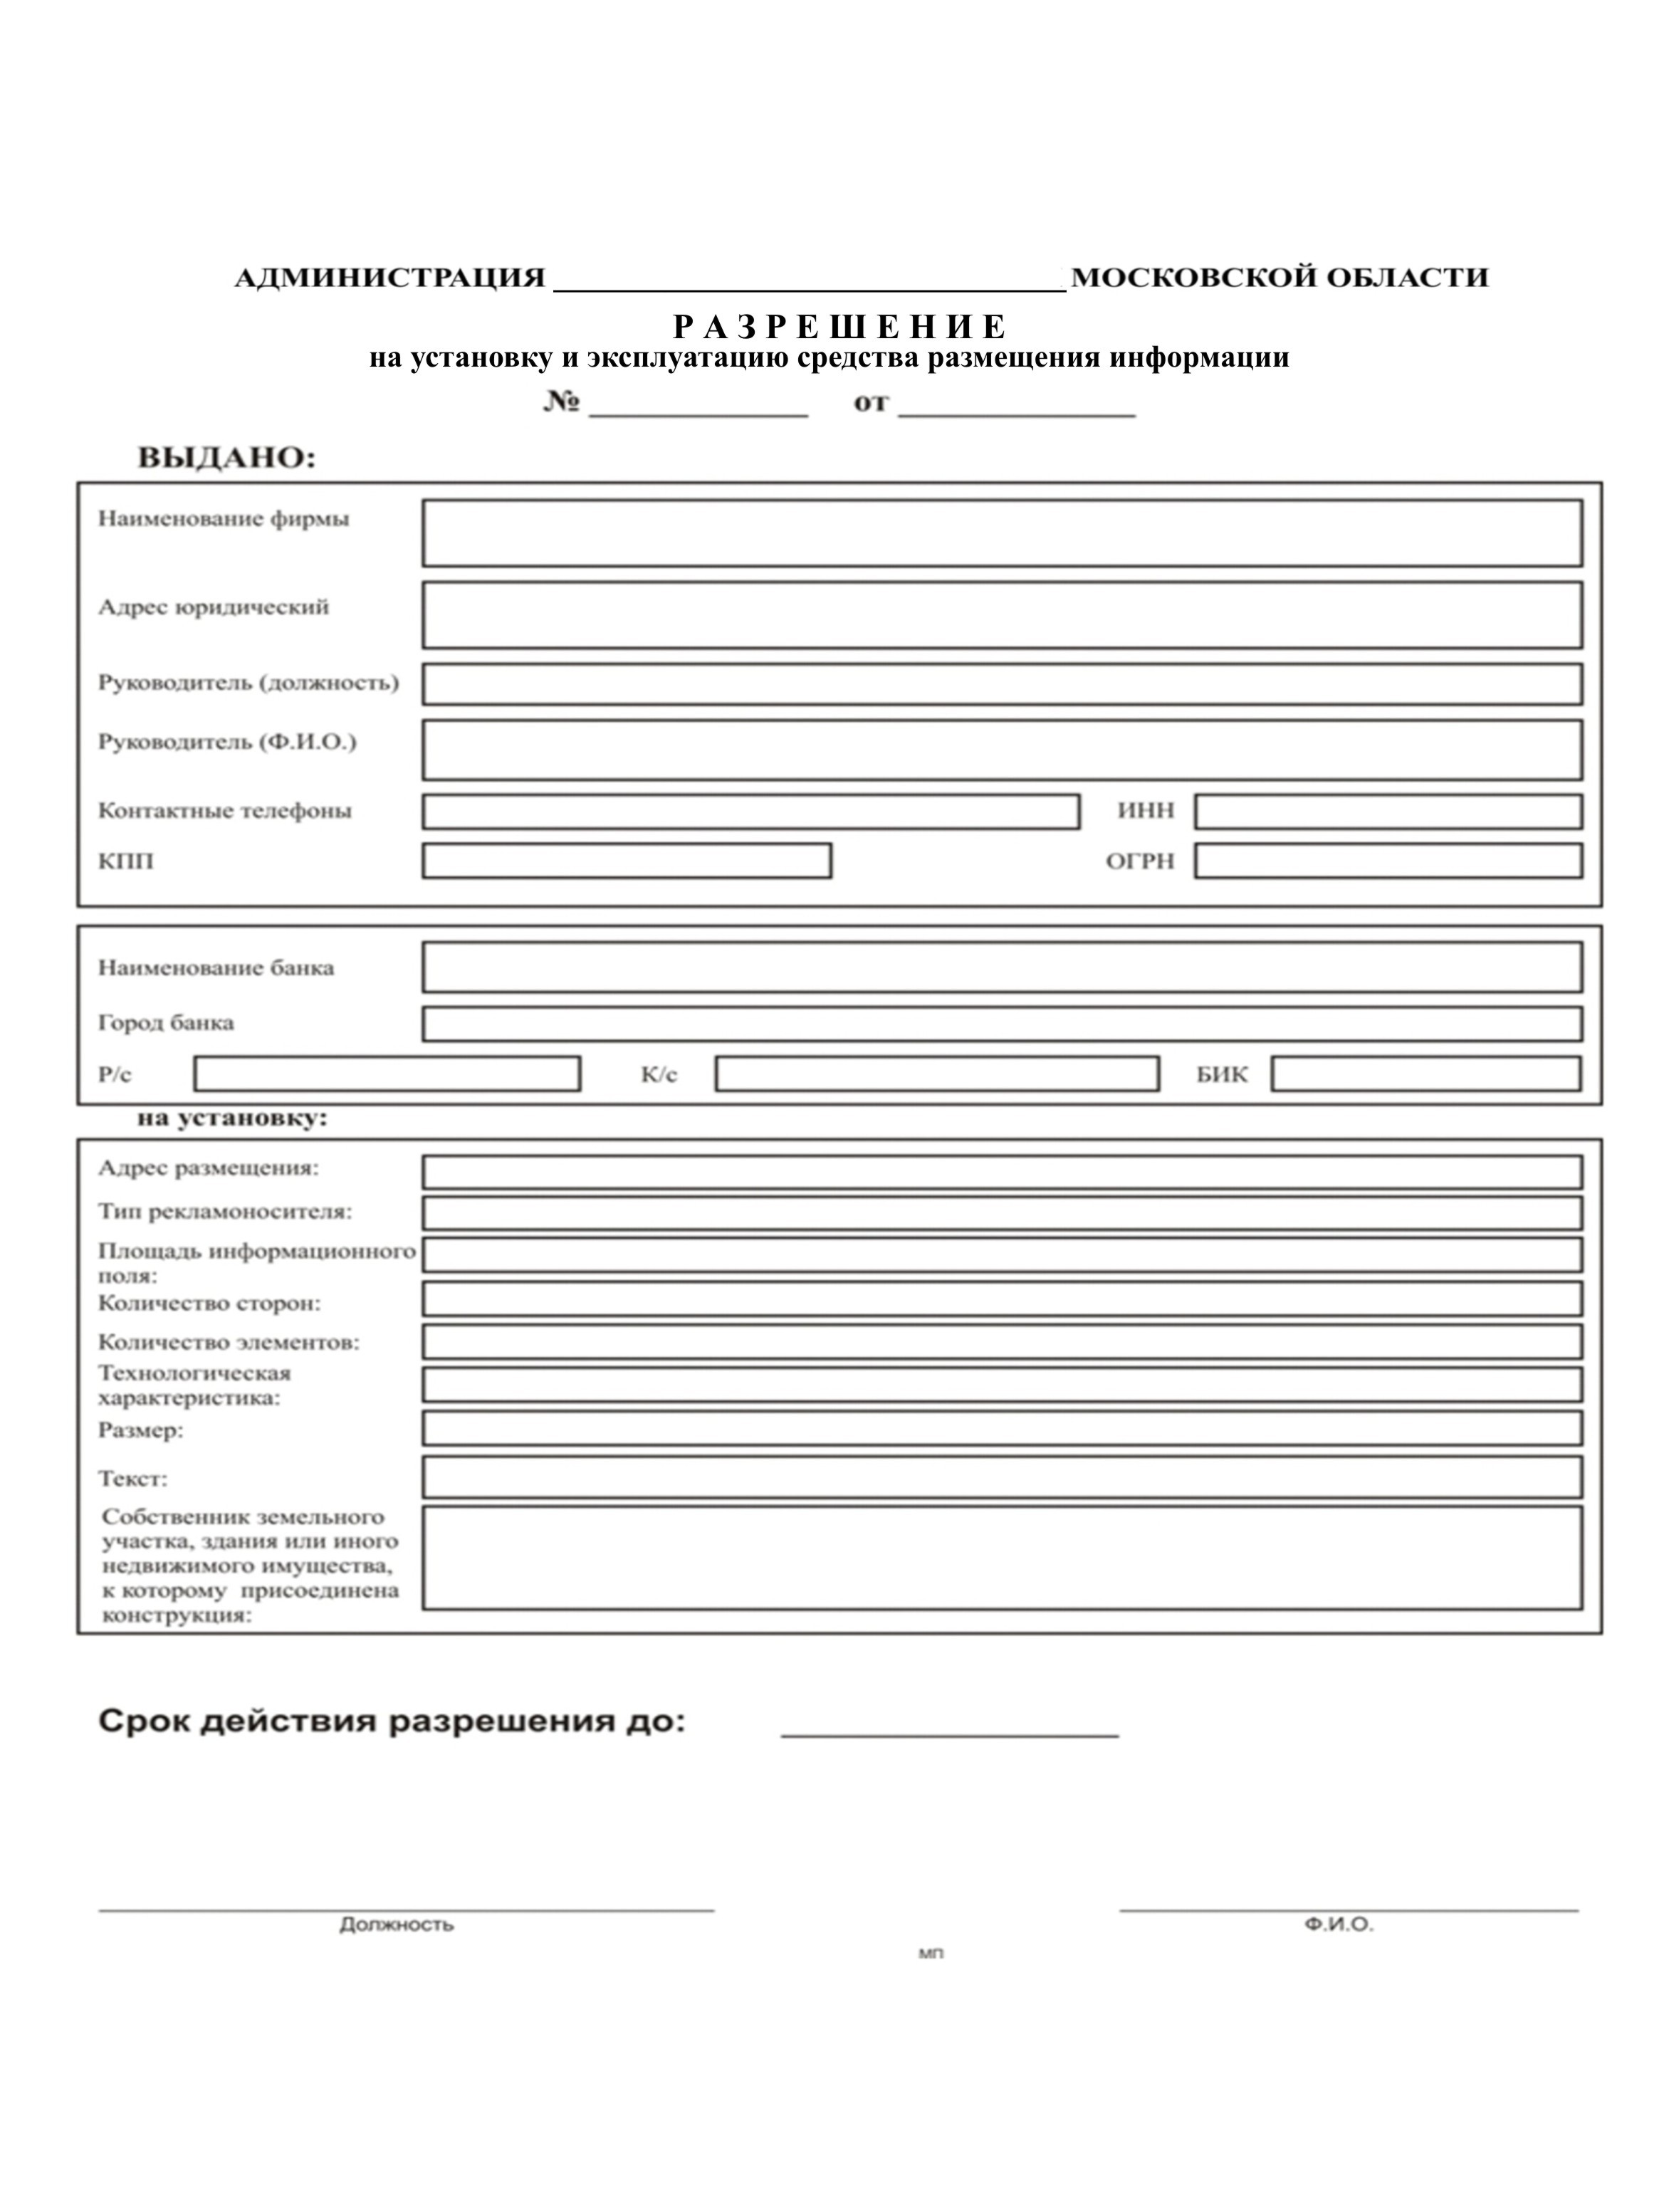 АДМИНИСТРАЦИЯ МОСКОВСКОЙ ОБЛАСТИ
Р А З Р Е Ш Е Н И Е
на установку и эксплуатацию средства размещения информации
№ от
ВЫДАНО:
Наименование фирмы
Адрес юридический
Руководитель (должность)
Руководитель (Ф.И.О.)
Контактные телефоны ИНН
КПП ОГРН
Наименование банка
Город банка
Р/с К/с БИК
на установку:
Адрес размещения:
Тип рекламоносителя:
Площадь информационного
поля:
Количество сторон:
Количество элементов:
Технологическая
характеристика:
Размер:
Текст:
Собственник земельного
участка, здания или иного
недвижимого имущества,
к которому присоединена
конструкция:
Срок действия разрешения до:
Должность Ф.И.О.
МП